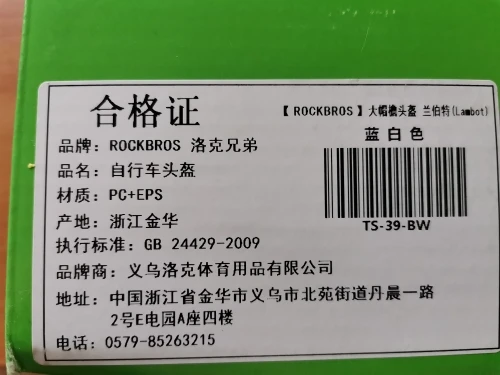 合格证
【 ROCKBROS 】大帽檐头盔 兰伯特(Lambot)
蓝白色
TS-39-BW
品牌：ROCKBROS 洛克兄弟
品名：自行车头盔
材质：PC+EPS
产地：浙江金华
执行标准：GB 24429-2009
品牌商：义乌洛克体育用品有限公司
地址：中国浙江省金华市义乌市北苑街道丹晨一路
2号E电园A座四楼
电话：0579-85263215